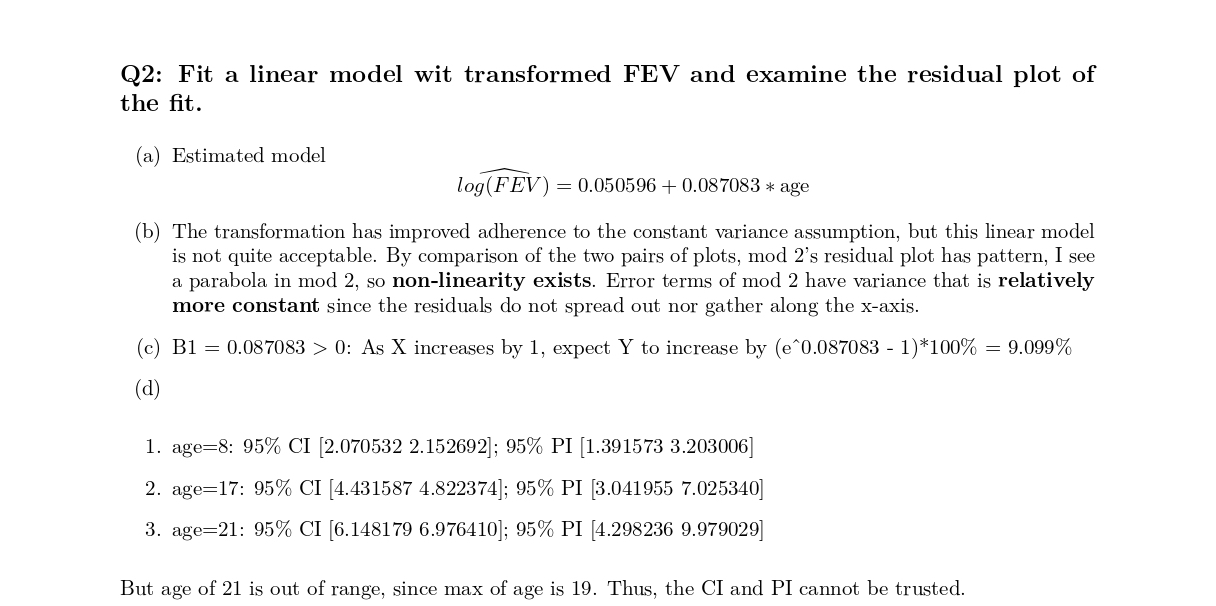 Q2: Fit a linear model wit transformed FEV and examine the residual plot of
the fit.
(a) Estimated model
log(FEV) = 0.050596 + 0.087083 ∗ age
(b) The transformation has improved adherence to the constant variance assumption, but this linear model
is not quite acceptable. By comparison of the two pairs of plots, mod 2's residual plot has pattern, I see
a parabola in mod 2, so non-linearity exists. Error terms of mod 2 have variance that is relatively
more constant since the residuals do not spread out nor gather along the x-axis.
(c) B1 = 0.087083 > 0: As X increases by 1, expect Y to increase by (e^0.087083 - 1)*100% = 9.099%
(d)
1. age=8: 95% CI [2.070532 2.152692]; 95% PI [1.391573 3.203006]
2. age=17: 95% CI [4.431587 4.822374]; 95% PI [3.041955 7.025340]
3. age=21: 95% CI [6.148179 6.976410]; 95% PI [4.298236 9.979029]
But age of 21 is out of range, since max of age is 19. Thus, the CI and PI cannot be trusted.